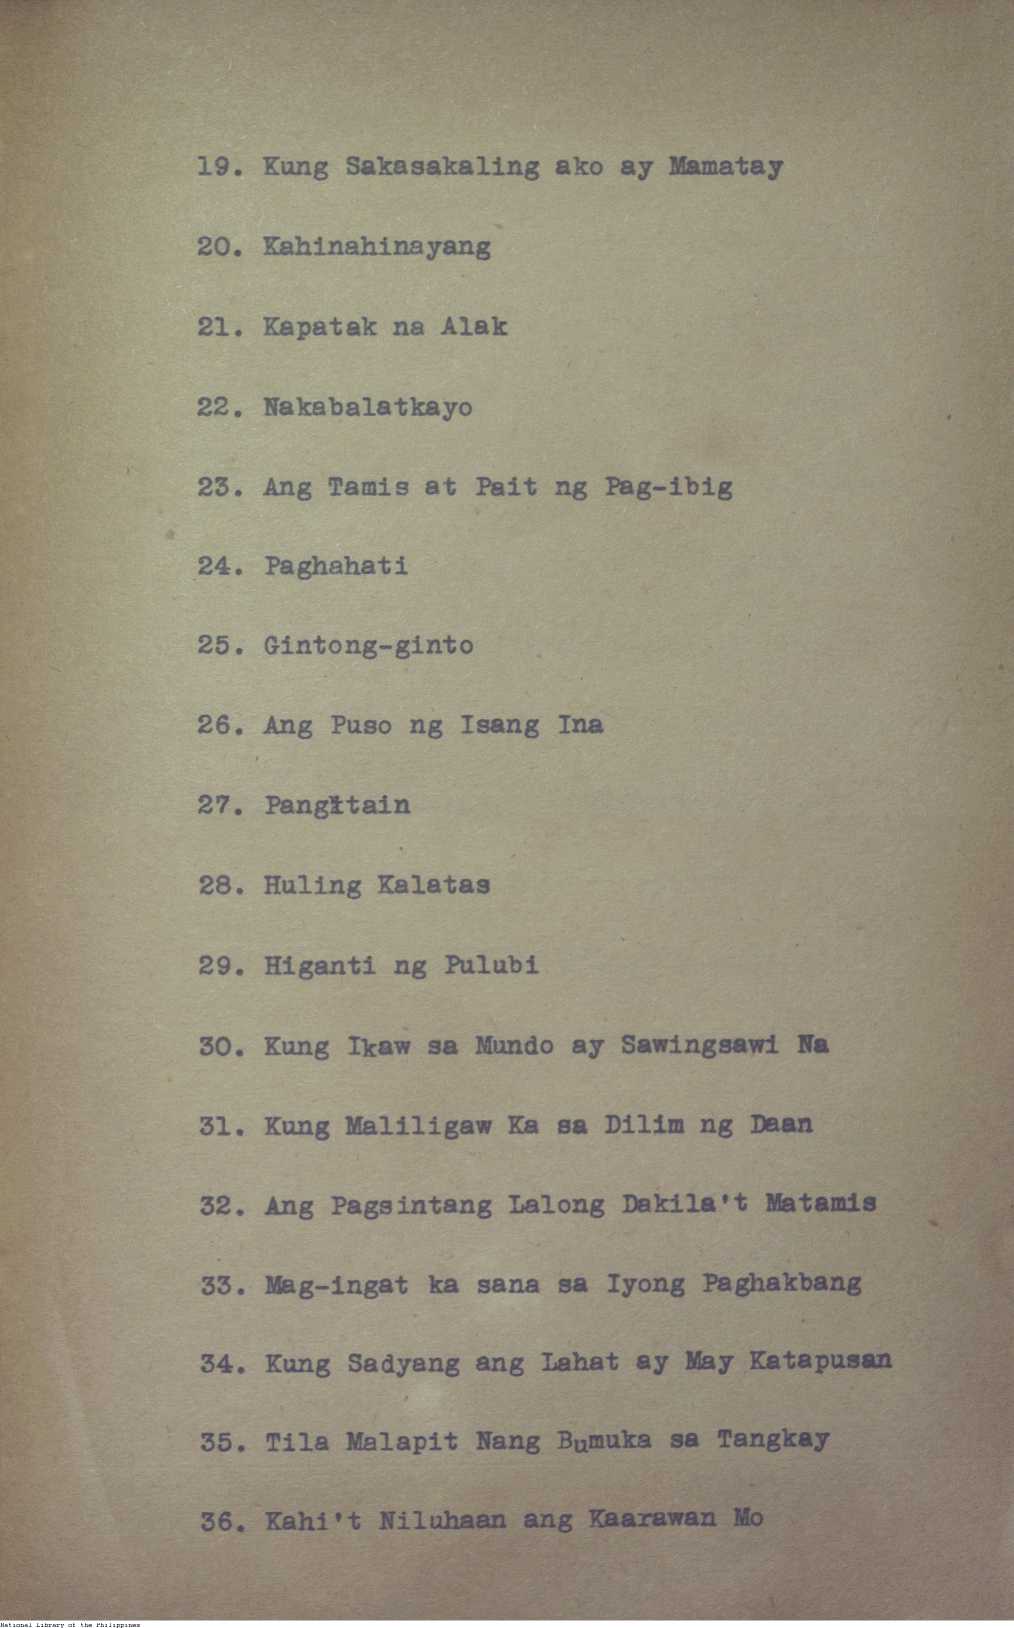 19. Kung Sakasakaling ako ay Mamatay
20. Kahinahinayang
21. Kapatak na Alak
22. Nakabalatkayo
23. Ang Tamis at Pait ng Pag-ibig
24. Paghahati
25. Gintong-ginto
26. Ang Puso ng Isang Ina
27. Pangitain
28. Huling Kalatas
29. Higanti ng Pulubi
30. Kung Ikaw sa Mundo ay Sawingsawi Na
31. Kung Maliligaw Ka sa Dilim ng Daan
32. Ang Pagsintang Lalong Dakila't Matamis
33. Mag-ingat ka sana sa Iyong Paghakbang
34. Kung Sadyang ang Lahat ay May Katapusan
35. Tila Malapit Nang Bumuka sa Tangkay
36. Kahi't Niluhaan ang Kaarawan Mo
National Library of the Philippines